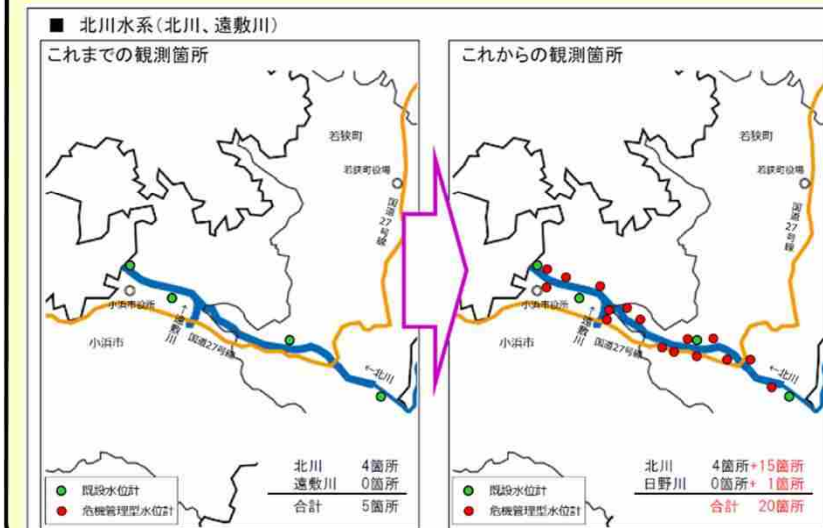 ■ 北川水系(北川、遠敷川)
これまでの観測箇所
若狭町
若狭町役場
国道27号線
小浜市役所
←遠敷川
国道27号線
小浜市
←北川
既設水位計
危機管理型水位計
北川 4箇所
遠敷川 0箇所
合計 5箇所
これからの観測箇所
若狭町
若狭町役場
国道27号線
小浜市役所
←遠敷川
国道27号線
小浜市
←北川
既設水位計
危機管理型水位計
北川 4箇所+15箇所
日野川 0箇所+ 1箇所
合計 20箇所